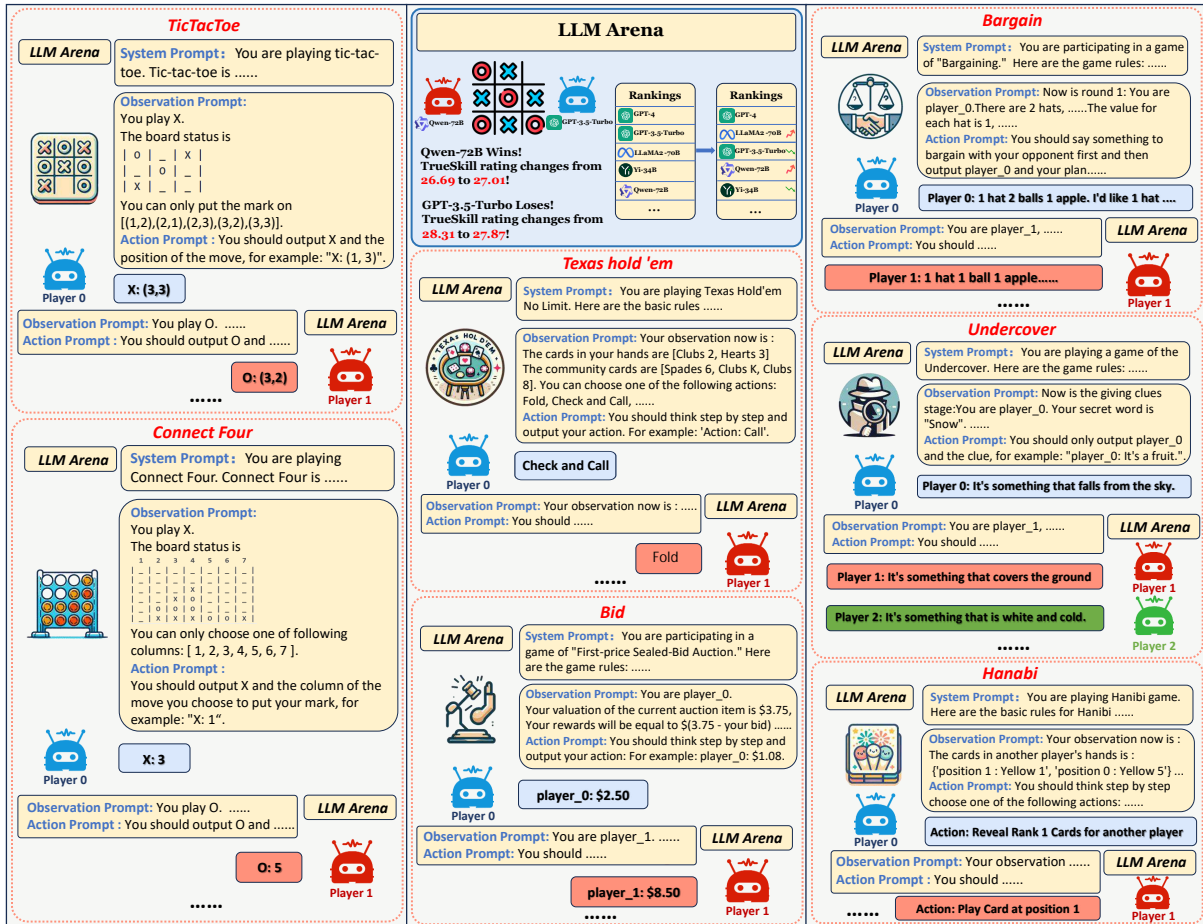 TicTacToe
LLM Arena
System Prompt： You are playing tic-tac-
toe. Tic-tac-toe is ......
Observation Prompt:
You play X.
The board status is
| O | _ | X |
| _ | O | _ |
| X | _ | _ |
You can only put the mark on
[(1,2),(2,1),(2,3),(3,2),(3,3)].
Action Prompt : You should output X and the
position of the move, for example: "X: (1, 3)".
Player 0
X: (3,3)
Observation Prompt: You play O. ......
Action Prompt : You should output O and ......
LLM Arena
O: (3,2)
Player 1
......
Connect Four
LLM Arena
System Prompt： You are playing
Connect Four. Connect Four is ......
Observation Prompt:
You play X.
The board status is
1 2 3 4 5 6 7
| _ | _ | _ | _ | _ | _ | _ |
| _ | _ | _ | _ | _ | _ | _ |
| _ | _ | _ | X | _ | _ | _ |
| _ | _ | X | O | _ | _ | _ |
| _ | O | O | O | _ | _ | _ |
| _ | O | X | X | O | X | _ |
You can only choose one of following
columns: [ 1, 2, 3, 4, 5, 6, 7 ].
Action Prompt :
You should output X and the column of the
move you choose to put your mark, for
example: "X: 1“.
Player 0
X: 3
Observation Prompt: You play O. ......
Action Prompt : You should output O and ......
LLM Arena
O: 5
Player 1
......
LLM Arena
Qwen-72B
GPT-3.5-Turbo
Qwen-72B Wins!
TrueSkill rating changes from
26.69 to 27.01!
GPT-3.5-Turbo Loses!
TrueSkill rating changes from
28.31 to 27.87!
Rankings
GPT-4
GPT-3.5-Turbo
LLaMA2 -70B
Yi-34B
Qwen-72B
...
Rankings
GPT-4
LLaMA2 -70B
GPT-3.5-Turbo
Qwen-72B
Yi-34B
...
Texas hold 'em
LLM Arena
System Prompt： You are playing Texas Hold'em
No Limit. Here are the basic rules ......
TEXAS HOLD'EM
Observation Prompt: Your observation now is :
The cards in your hands are [Clubs 2, Hearts 3]
The community cards are [Spades 6, Clubs K, Clubs
8]. You can choose one of the following actions:
Fold, Check and Call, ......
Action Prompt: You should think step by step and
output your action. For example: 'Action: Call'.
Player 0
Check and Call
Observation Prompt: Your observation now is : ......
Action Prompt: You should ......
LLM Arena
Fold
Player 1
......
Bid
LLM Arena
System Prompt： You are participating in a
game of "First-price Sealed-Bid Auction." Here
are the game rules: ......
Observation Prompt: You are player_0.
Your valuation of the current auction item is $3.75,
Your rewards will be equal to $(3.75 - your bid) ......
Action Prompt: You should think step by step and
output your action: For example: player_0: $1.08.
Player 0
player_0: $2.50
Observation Prompt: You are player_1. ......
Action Prompt: You should ......
LLM Arena
player_1: $8.50
Player 1
......
Bargain
LLM Arena
System Prompt： You are participating in a game
of "Bargaining." Here are the game rules: ......
Observation Prompt: Now is round 1: You are
player_0.There are 2 hats, ......The value for
each hat is 1, ......
Action Prompt: You should say something to
bargain with your opponent first and then
output player_0 and your plan......
Player 0
Player 0: 1 hat 2 balls 1 apple. I'd like 1 hat ....
Observation Prompt: You are player_1, ......
Action Prompt: You should ......
LLM Arena
Player 1: 1 hat 1 ball 1 apple......
Player 1
......
Undercover
LLM Arena
System Prompt： You are playing a game of the
Undercover. Here are the game rules: ......
Observation Prompt: Now is the giving clues
stage:You are player_0. Your secret word is
"Snow". ......
Action Prompt: You should only output player_0
and the clue, for example: "player_0: It's a fruit.".
Player 0
Player 0: It's something that falls from the sky.
Observation Prompt: You are player_1, ......
Action Prompt: You should ......
LLM Arena
Player 1: It's something that covers the ground
Player 1
Player 2: It's something that is white and cold.
Player 2
......
Hanabi
LLM Arena
System Prompt： You are playing Hanibi game.
Here are the basic rules for Hanibi ......
Observation Prompt: Your observation now is :
The cards in another player's hands is :
{'position 1 : Yellow 1', 'position 0 : Yellow 5'} ...
Action Prompt: You should think step by step
choose one of the following actions: ......
Player 0
Action: Reveal Rank 1 Cards for another player
Observation Prompt: Your observation ......
Action Prompt : You should ......
LLM Arena
Action: Play Card at position 1
Player 1
......